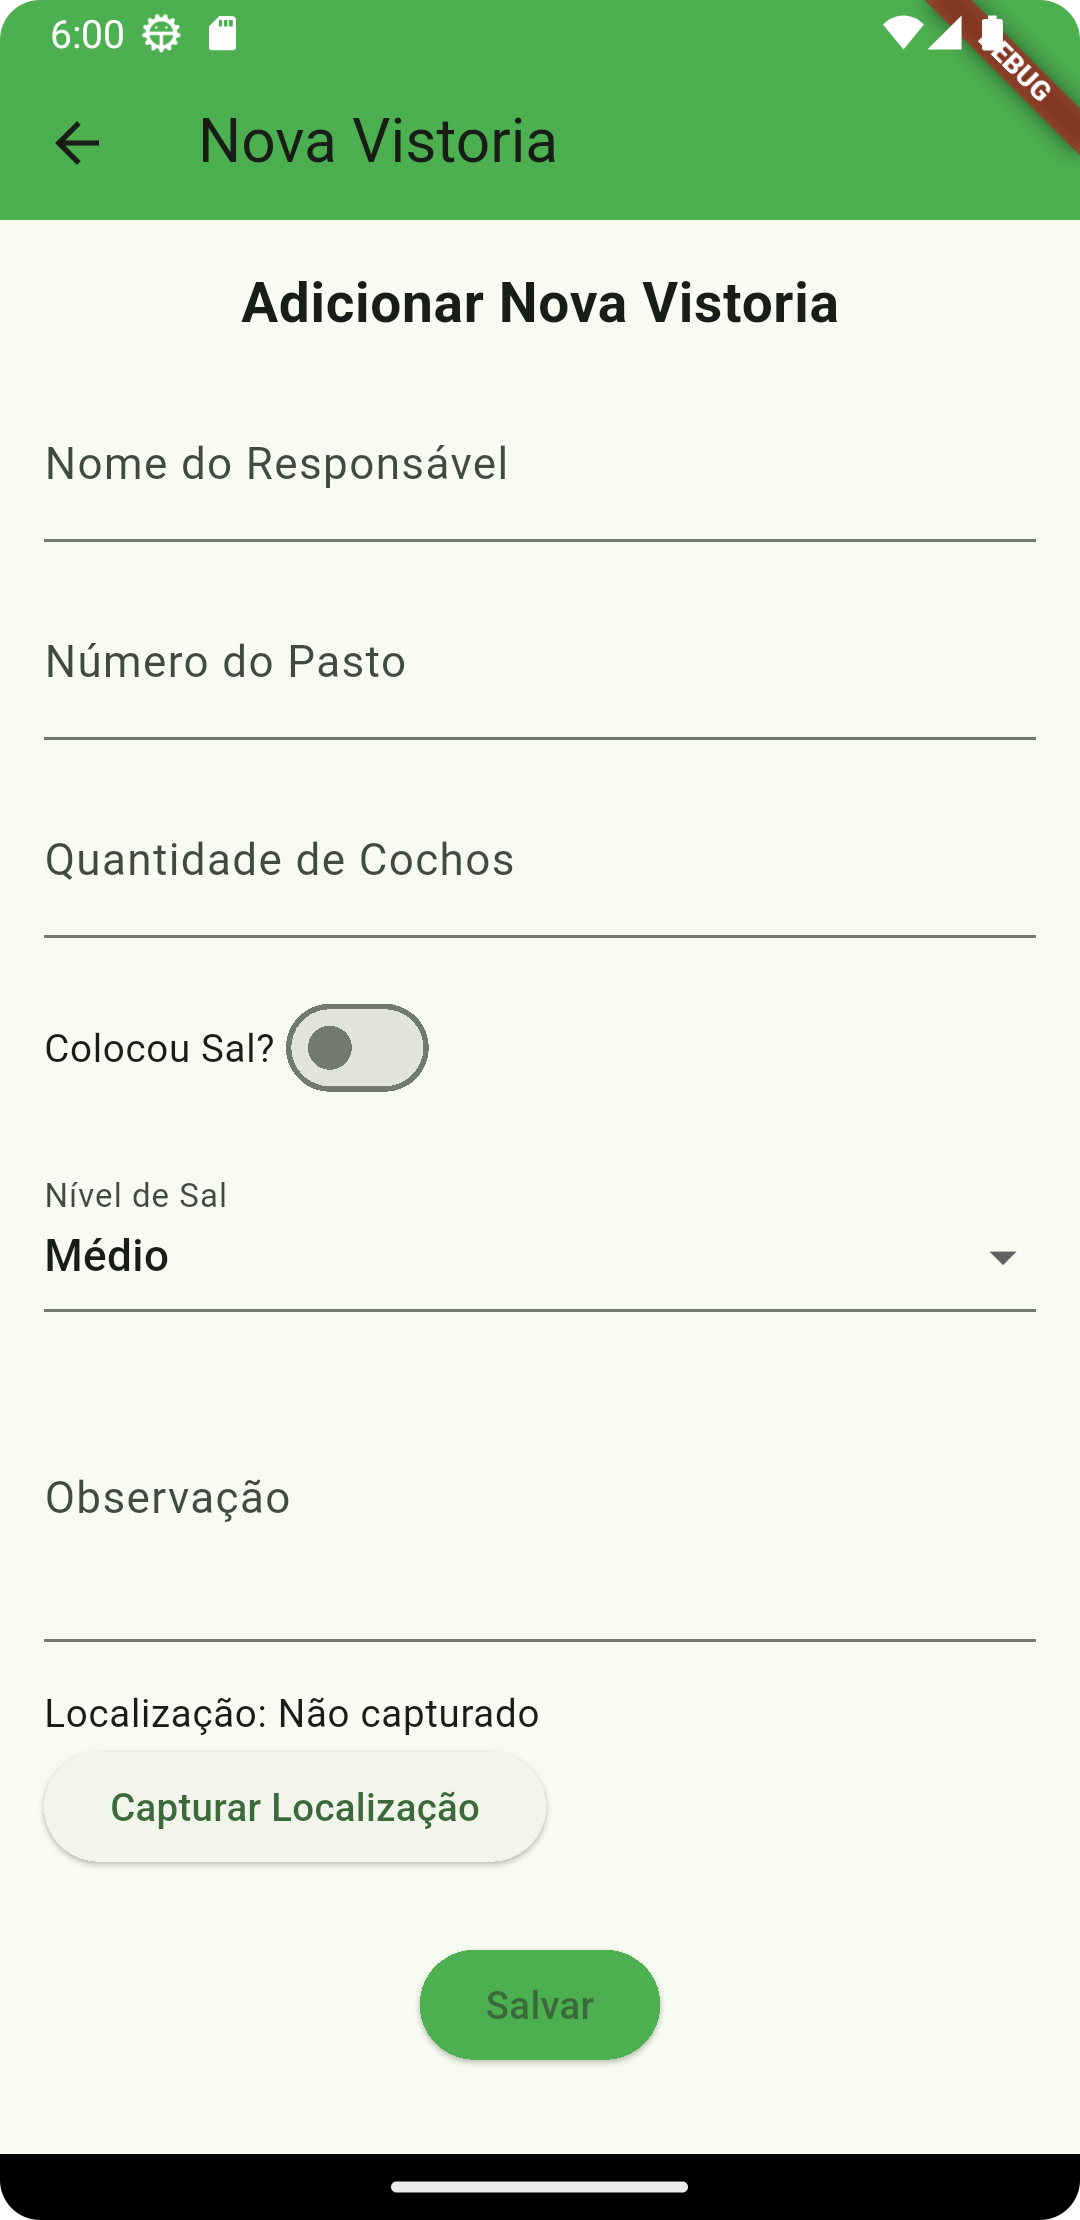 6:00
EBUG
Nova Vistoria
Adicionar Nova Vistoria
Nome do Responsável
Número do Pasto
Quantidade de Cochos
Colocou Sal?
Nível de Sal
Médio
Observação
Localização: Não capturado
Capturar Localização
Salvar